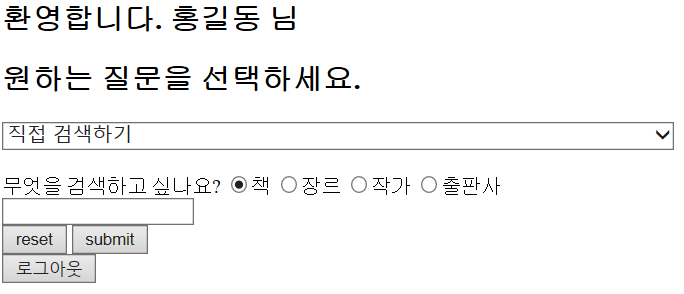 환영합니다. 홍길동 님
원하는 질문을 선택하세요.
직접 검색하기
무엇을 검색하고 싶나요? 책 장르 작가 출판사
reset submit
로그아웃